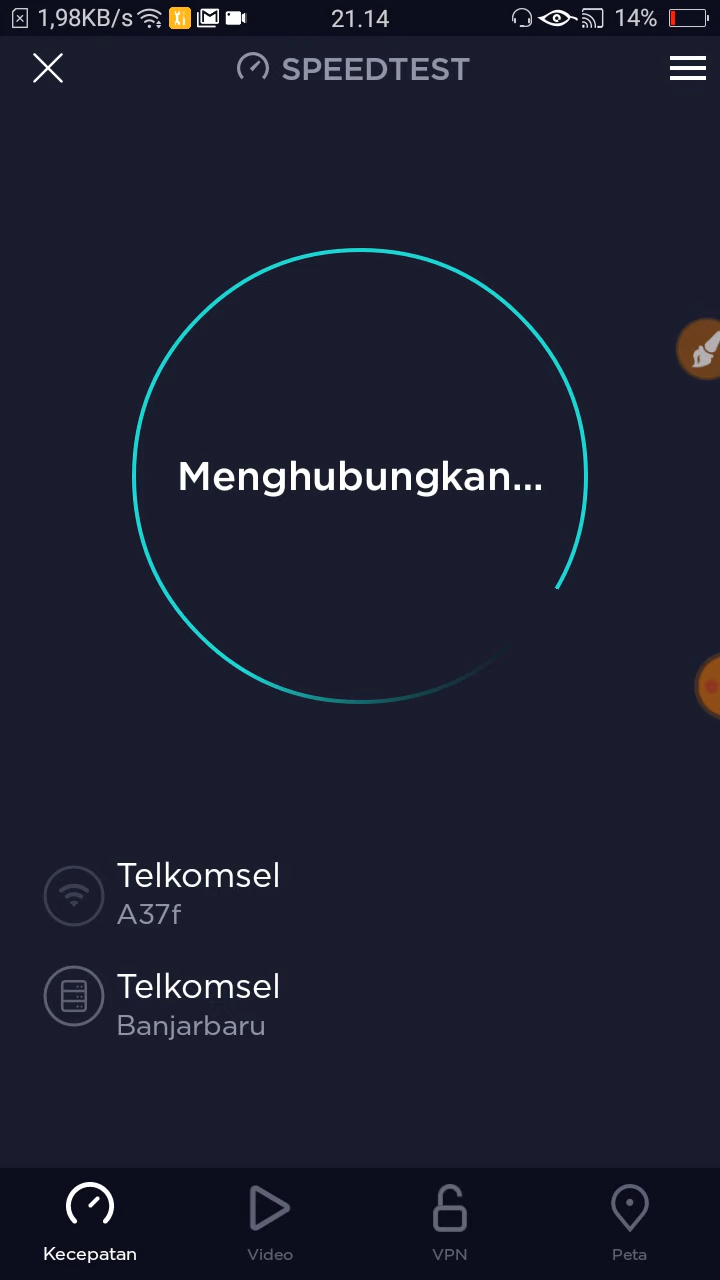 1,98KB/s 21.14 14%
SPEEDTEST
Menghubungkan...
Telkomsel
A37f
Telkomsel
Banjarbaru
Kecepatan Video VPN Peta